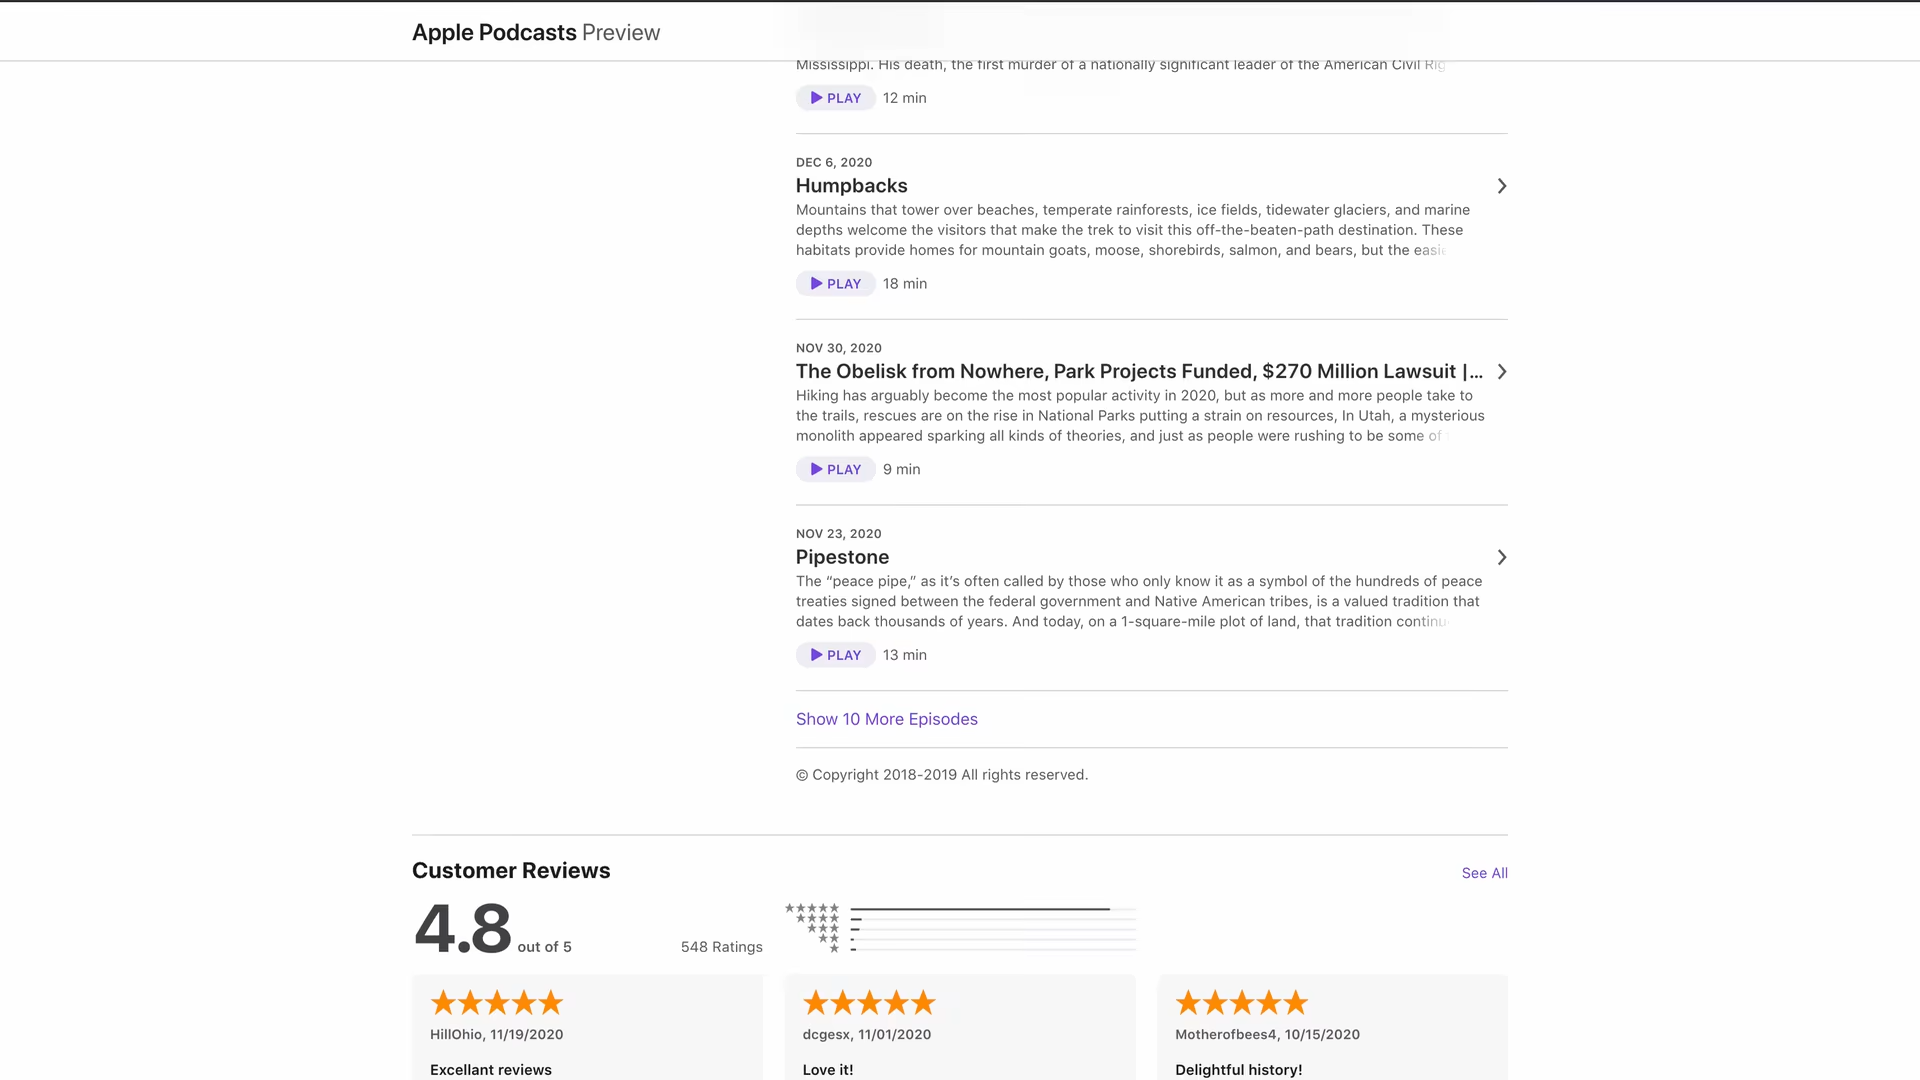 Apple Podcasts Preview
Mississippi. His death, the first murder of a nationally significant leader of the American Civil Rig
PLAY 12 min
DEC 6, 2020
Humpbacks
Mountains that tower over beaches, temperate rainforests, ice fields, tidewater glaciers, and marine
depths welcome the visitors that make the trek to visit this off-the-beaten-path destination. These
habitats provide homes for mountain goats, moose, shorebirds, salmon, and bears, but the easie
PLAY 18 min
NOV 30, 2020
The Obelisk from Nowhere, Park Projects Funded, $270 Million Lawsuit |...
Hiking has arguably become the most popular activity in 2020, but as more and more people take to
the trails, rescues are on the rise in National Parks putting a strain on resources, In Utah, a mysterious
monolith appeared sparking all kinds of theories, and just as people were rushing to be some of
PLAY 9 min
NOV 23, 2020
Pipestone
The “peace pipe,” as it’s often called by those who only know it as a symbol of the hundreds of peace
treaties signed between the federal government and Native American tribes, is a valued tradition that
dates back thousands of years. And today, on a 1-square-mile plot of land, that tradition continu
PLAY 13 min
Show 10 More Episodes
© Copyright 2018-2019 All rights reserved.
Customer Reviews
See All
4.8 out of 5
548 Ratings
HillOhio, 11/19/2020
dcgesx, 11/01/2020
Motherofbees4, 10/15/2020
Excellant reviews
Love it!
Delightful history!